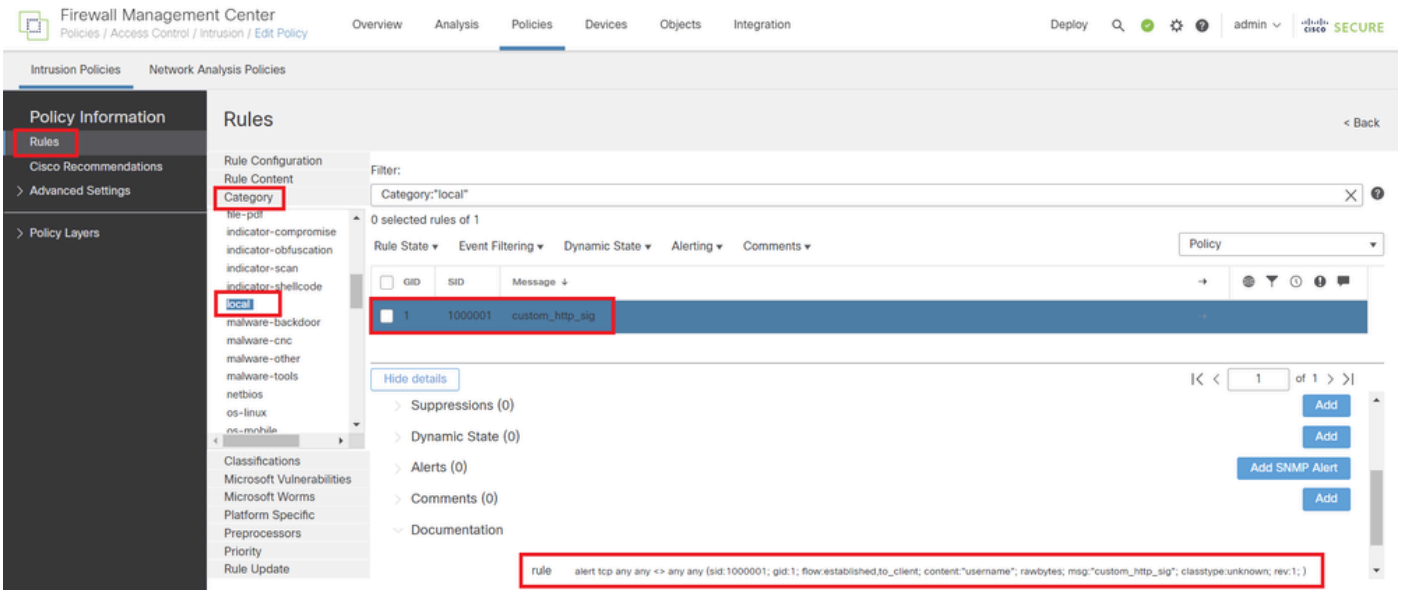 Firewall Management Center
Policies / Access Control / Intrusion / Edit Policy
Overview Analysis Policies Devices Objects Integration
Deploy admin cisco SECURE
Intrusion Policies Network Analysis Policies
Policy Information
Rules
Cisco Recommendations
> Advanced Settings
> Policy Layers
Rules
< Back
Rule Configuration
Rule Content
Category
file-pdf
indicator-compromise
indicator-obfuscation
indicator-scan
indicator-shellcode
local
malware-backdoor
malware-cnc
malware-other
malware-tools
netbios
os-linux
os-mobile
Classifications
Microsoft Vulnerabilities
Microsoft Worms
Platform Specific
Preprocessors
Priority
Rule Update
Filter:
Category:"local"
0 selected rules of 1
Rule State Event Filtering Dynamic State Alerting Comments
Policy
GID SID Message
1 1000001 custom_http_sig
Hide details
1 of 1
Suppressions (0) Add
Dynamic State (0) Add
Alerts (0) Add SNMP Alert
Comments (0) Add
Documentation
rule alert tcp any any <> any any (sid:1000001; gid:1; flow:established,to_client; content:"username"; rawbytes; msg:"custom_http_sig"; classtype:unknown; rev:1; )